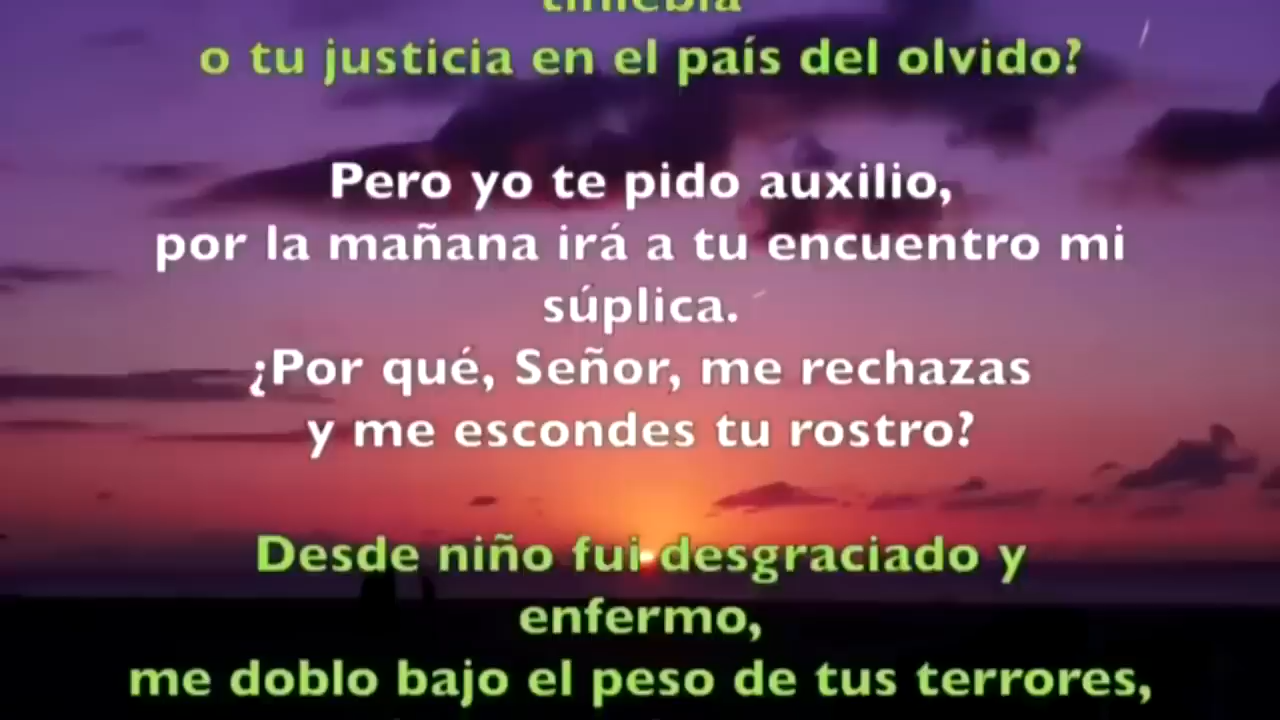 o tu justicia en el país del olvido?
Pero yo te pido auxilio,
por la mañana irá a tu encuentro mi
súplica.
¿Por qué, Señor, me rechazas
y me escondes tu rostro?
Desde niño fui desgraciado y
enfermo,
me doblo bajo el peso de tus terrores,